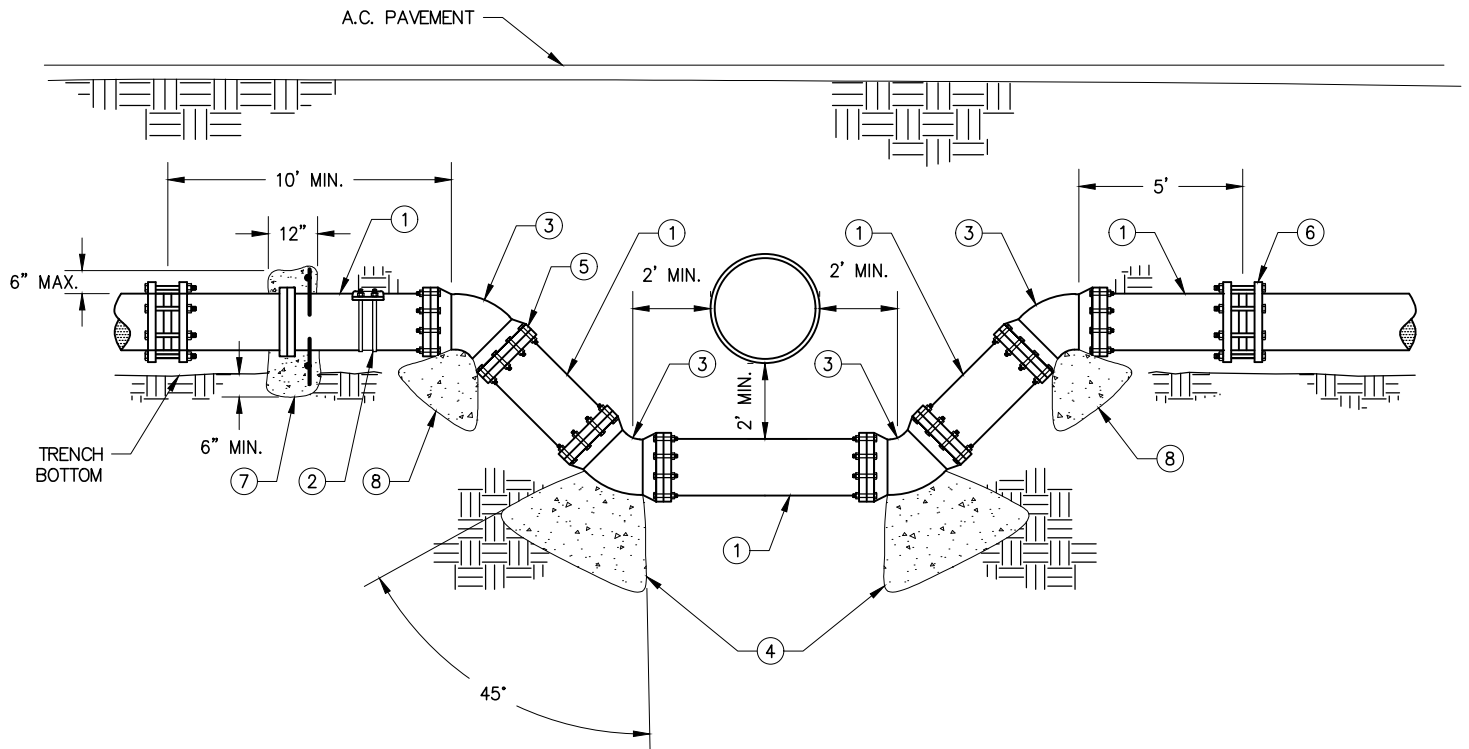 A.C. PAVEMENT
10' MIN.
5'
12"
1
3
1
1
3
1
6
6" MAX.
5
2' MIN.
2' MIN.
3
2' MIN.
3
TRENCH
BOTTOM
6" MIN.
7
2
8
8
1
4
45°